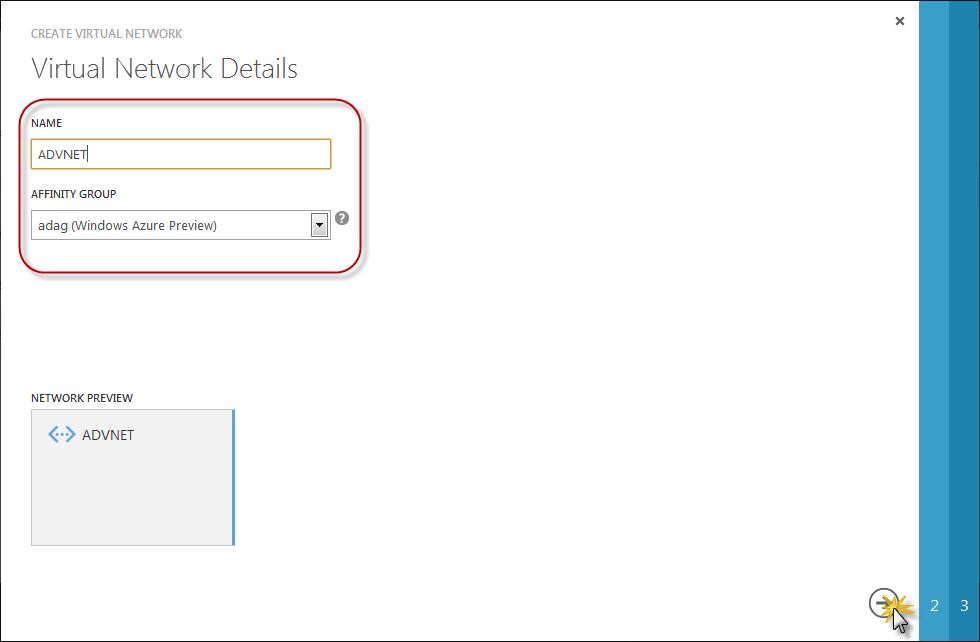 CREATE VIRTUAL NETWORK
Virtual Network Details
NAME
ADVNET
AFFINITY GROUP
adag (Windows Azure Preview)
?
NETWORK PREVIEW
ADVNET
2 3